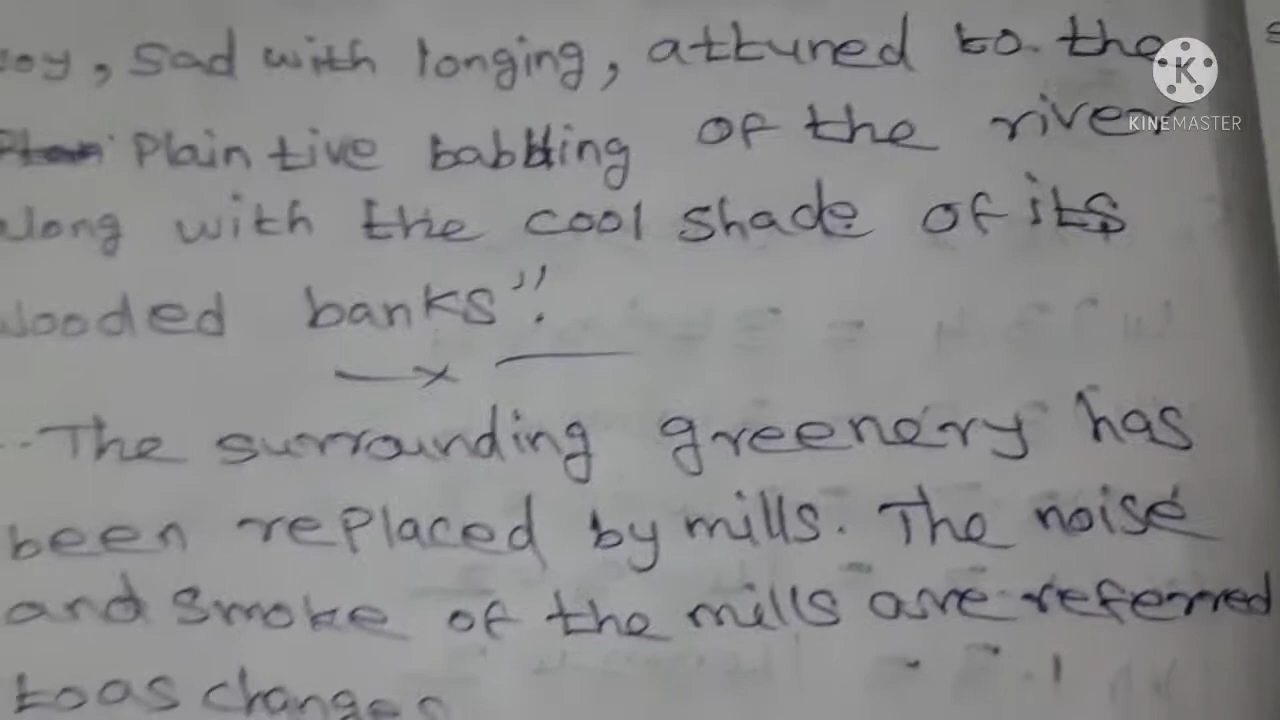 joy, sad with longing, attuned to the
plaintive babbling of the river
along with the cool shade of its
wooded banks".
The surrounding greenery has
been replaced by mills. The noise
and smoke of the mills are referred
to as changes
KINEMASTER